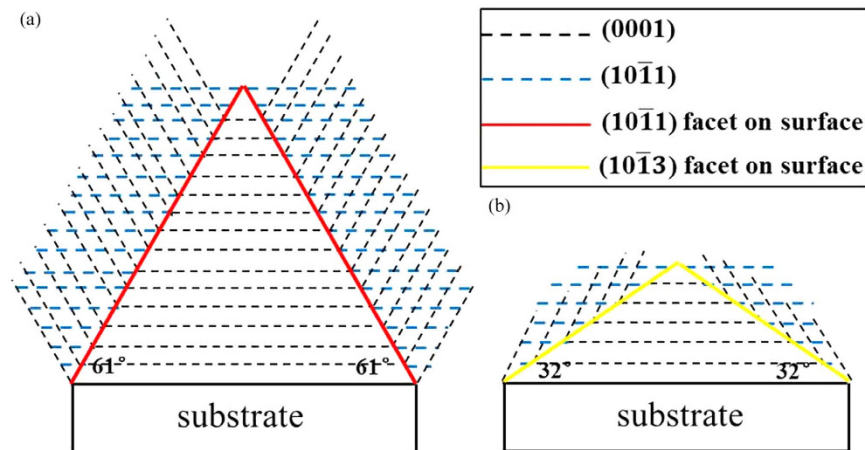 (a)
(0001)
(101̅1)
(101̅1) facet on surface
(101̅3) facet on surface
(b)
61°
61°
32°
32°
substrate
substrate